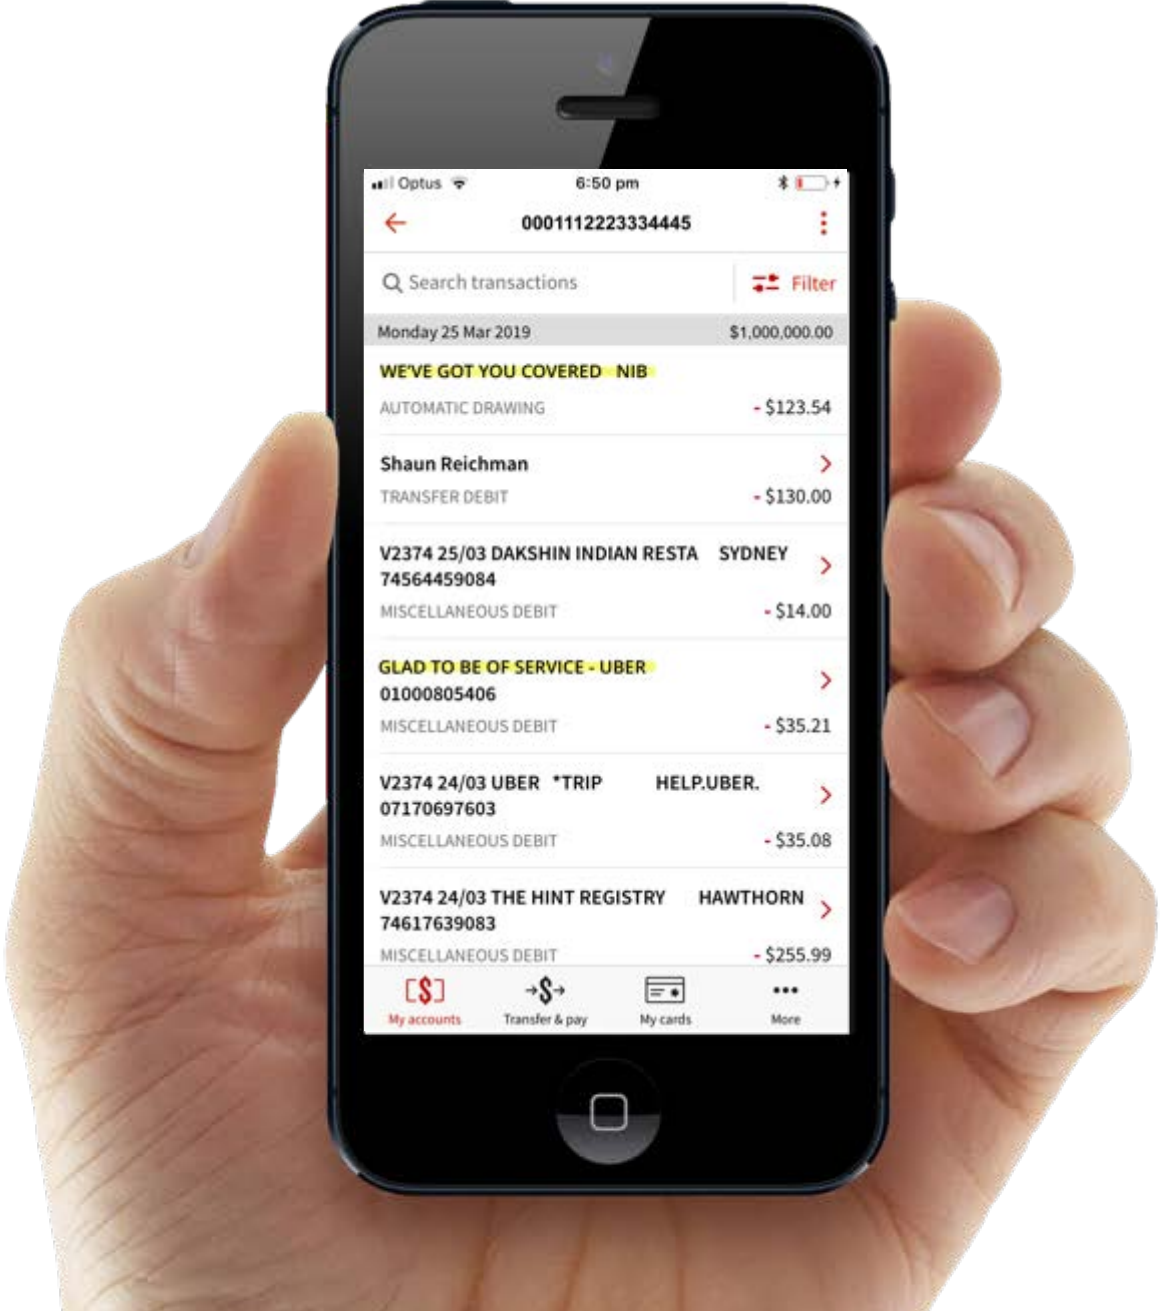 Optus 6:50 pm
0001112223334445
Search transactions Filter
Monday 25 Mar 2019 $1,000,000.00
WE'VE GOT YOU COVERED NIB
AUTOMATIC DRAWING - $123.54
Shaun Reichman
TRANSFER DEBIT - $130.00
V2374 25/03 DAKSHIN INDIAN RESTA SYDNEY
74564459084
MISCELLANEOUS DEBIT - $14.00
GLAD TO BE OF SERVICE - UBER
01000805406
MISCELLANEOUS DEBIT - $35.21
V2374 24/03 UBER *TRIP HELP.UBER.
07170697603
MISCELLANEOUS DEBIT - $35.08
V2374 24/03 THE HINT REGISTRY HAWTHORN
74617639083
MISCELLANEOUS DEBIT - $255.99
[$] →$→
My accounts Transfer & pay My cards More